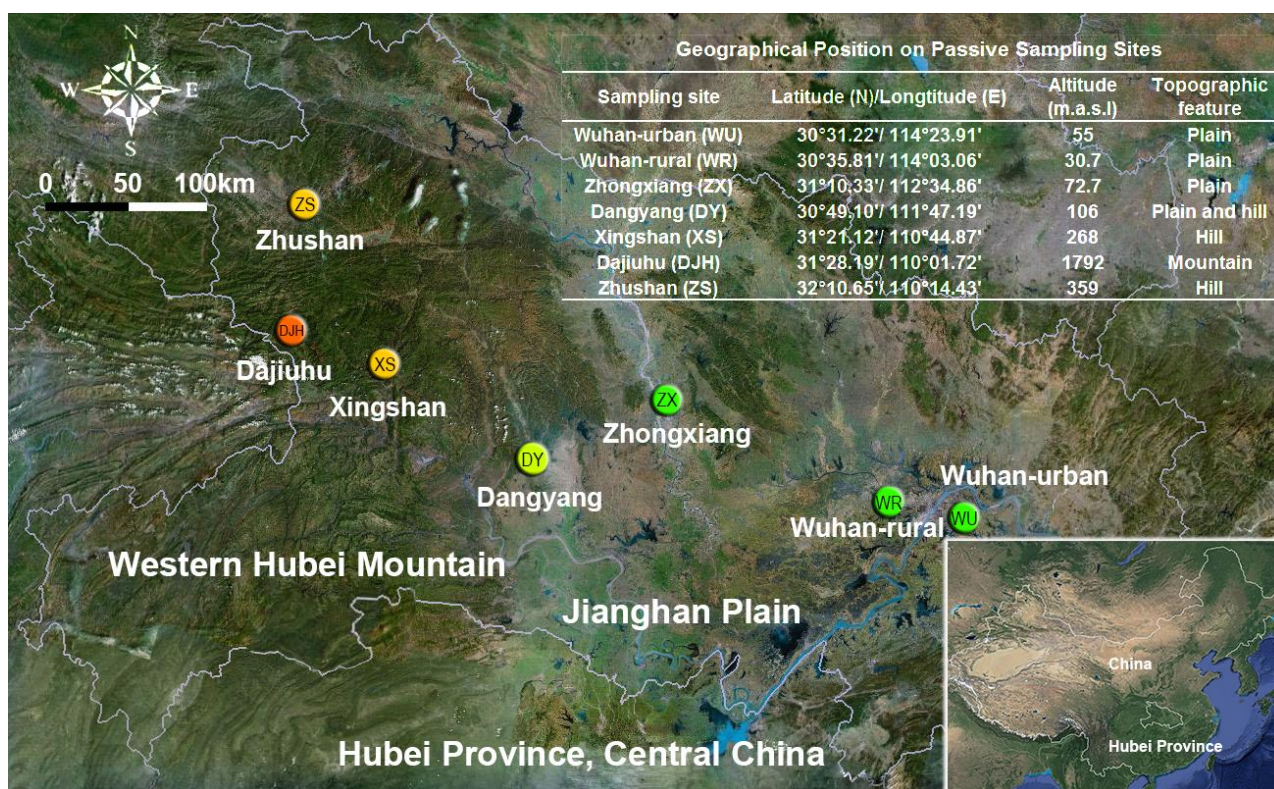 N
W E
S
0 50 100km
Geographical Position on Passive Sampling Sites
Sampling site Latitude (N)/Longtitude (E) Altitude (m.a.s.l) Topographic feature
Wuhan-urban (WU) 30°31.22'/ 114°23.91' 55 Plain
Wuhan-rural (WR) 30°35.81'/ 114°03.06' 30.7 Plain
Zhongxiang (ZX) 31°10.33'/ 112°34.86' 72.7 Plain
Dangyang (DY) 30°49.10'/ 111°47.19' 106 Plain and hill
Xingshan (XS) 31°21.12'/ 110°44.87' 268 Hill
Dajiuhu (DJH) 31°28.19'/ 110°01.72' 1792 Mountain
Zhushan (ZS) 32°10.65'/ 110°14.43' 359 Hill
ZS
Zhushan
DJH
Dajiuhu
XS
Xingshan
ZX
Zhongxiang
DY
Dangyang
Wuhan-urban
WR
Wuhan-rural
WU
Western Hubei Mountain
Jianghan Plain
Hubei Province, Central China
China
Hubei Province